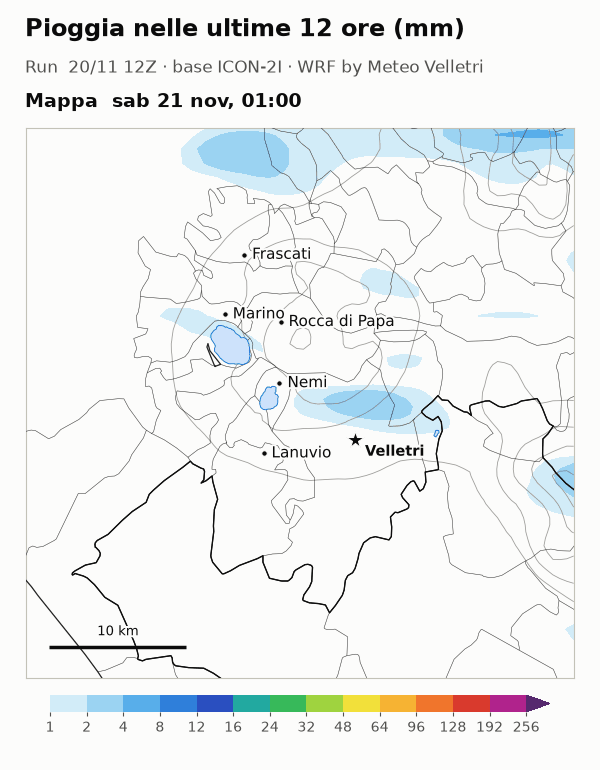 Pioggia nelle ultime 12 ore (mm)
Run  20/11 12Z · base ICON-2I · WRF by Meteo Velletri
Mappa  sab 21 nov, 01:00
Frascati
Marino
Rocca di Papa
Nemi
Velletri
Lanuvio
10 km
1 2 4 8 12 16 24 32 48 64 96 128 192 256